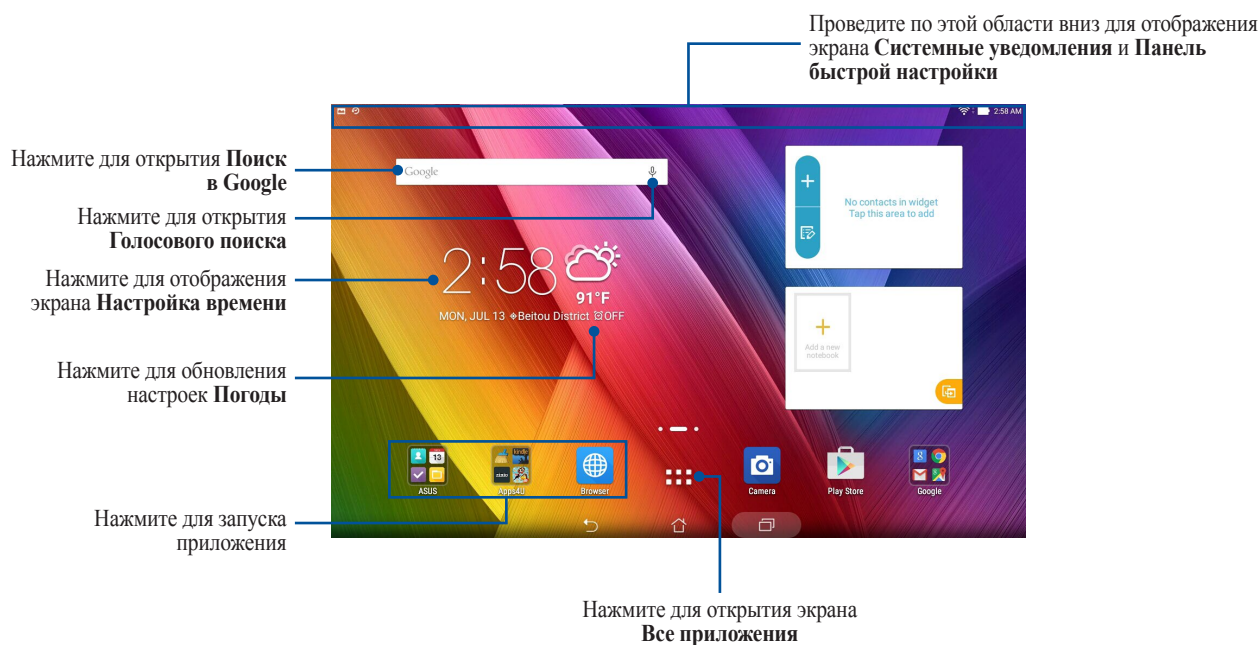 Проведите по этой области вниз для отображения
экрана Системные уведомления и Панель
быстрой настройки
2:58 AM
Нажмите для открытия Поиск
в Google
Google
Нажмите для открытия
Голосового поиска
No contacts in widget
Tap this area to add
Нажмите для отображения
экрана Настройка времени
2:58
91°F
MON, JUL 13 Beitou District OFF
Add a new
notebook
Нажмите для обновления
настроек Погоды
13
kindle
zinio
8
ASUS
Apps4U
Browser
Camera
Play Store
Google
Нажмите для запуска
приложения
Нажмите для открытия экрана
Все приложения